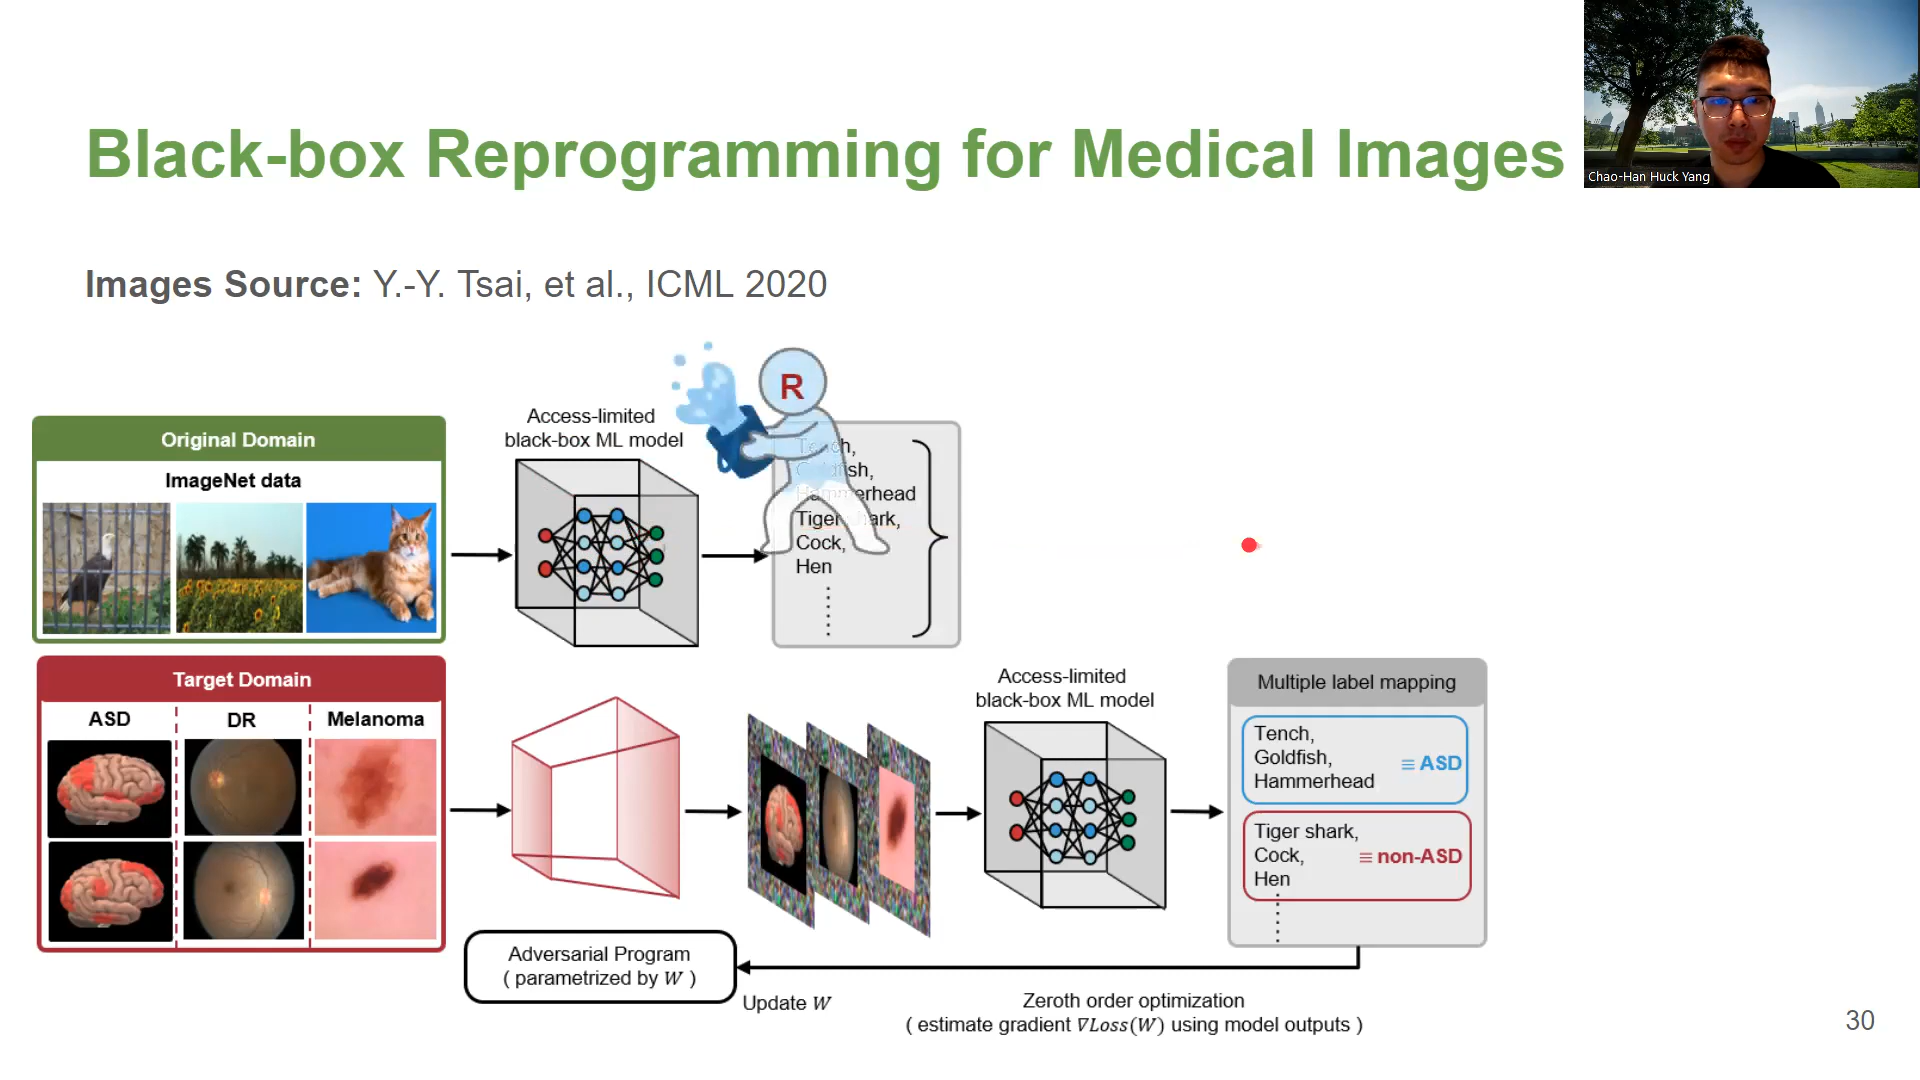 Black-box Reprogramming for Medical Images
Chao-Han Huck Yang
Images Source: Y.-Y. Tsai, et al., ICML 2020
R
Original Domain
ImageNet data
Access-limited
black-box ML model
Tench,
Goldfish,
Hammerhead
Tiger shark,
Cock,
Hen
Target Domain
ASD
DR
Melanoma
Access-limited
black-box ML model
Multiple label mapping
Tench,
Goldfish,
Hammerhead
≡ ASD
Tiger shark,
Cock,
Hen
≡ non-ASD
Adversarial Program
( parametrized by W )
Update W
Zeroth order optimization
( estimate gradient ∇Loss(W) using model outputs )
30